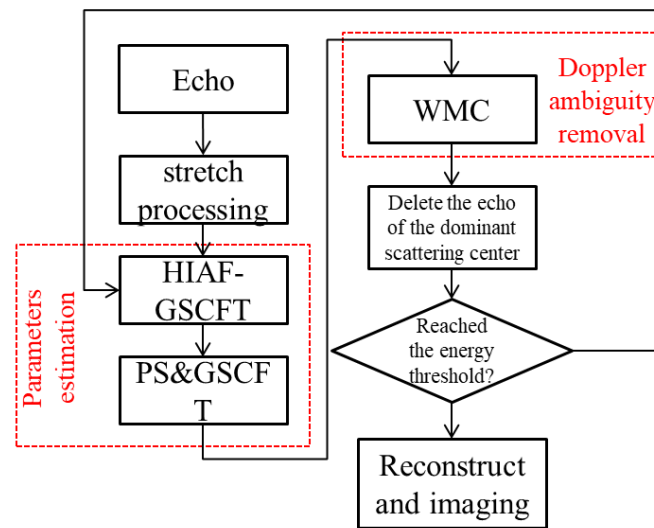 Echo
stretch
processing
HIAF-
GSCFT
PS&GSCF
T
Parameters
estimation
WMC
Doppler
ambiguity
removal
Delete the echo
of the dominant
scattering center
Reached
the energy
threshold?
Reconstruct
and imaging